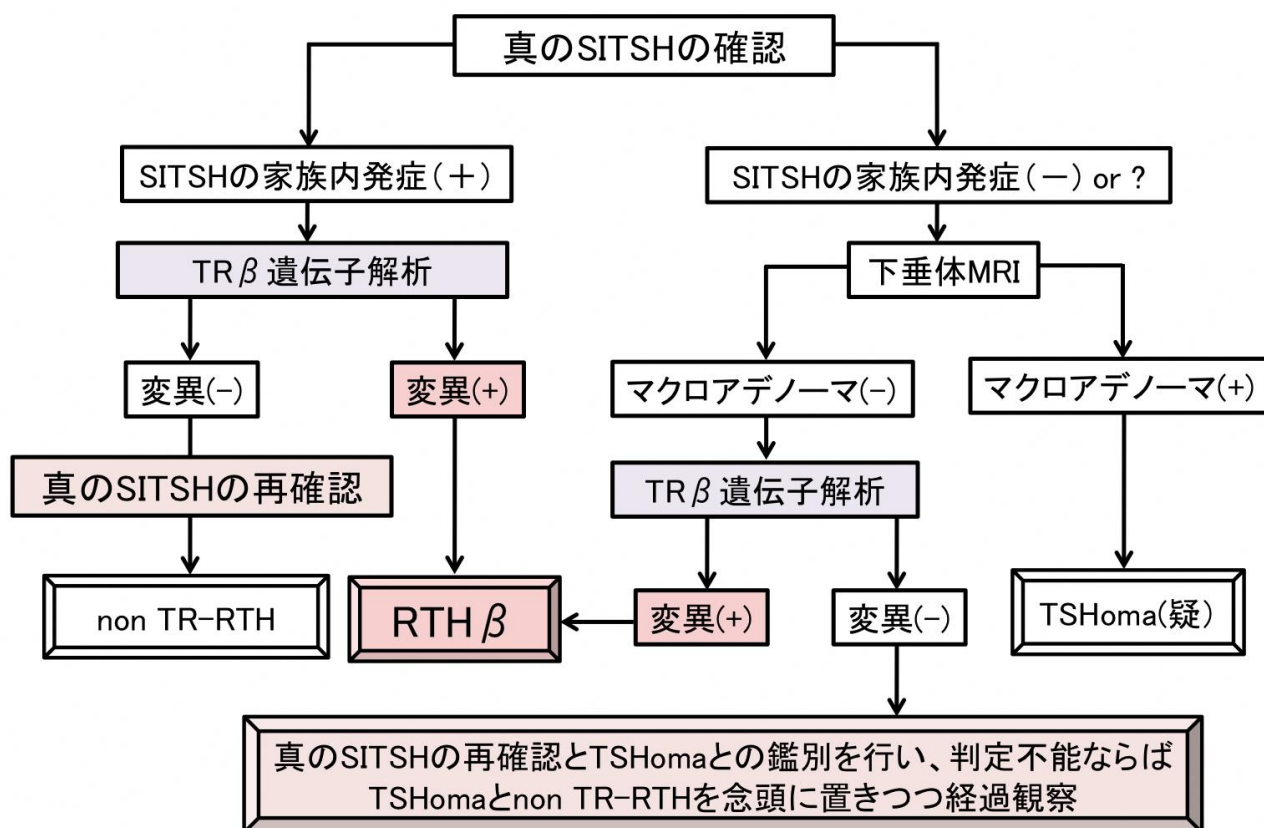 真のSITSHの確認
SITSHの家族内発症(＋)
SITSHの家族内発症(－) or ?
TRβ遺伝子解析
下垂体MRI
変異(-)
変異(+)
マクロアデノーマ(-)
マクロアデノーマ(+)
真のSITSHの再確認
TRβ遺伝子解析
non TR-RTH
RTHβ
変異(+)
変異(-)
TSHoma(疑)
真のSITSHの再確認とTSHomaとの鑑別を行い、判定不能ならば
TSHomaとnon TR-RTHを念頭に置きつつ経過観察